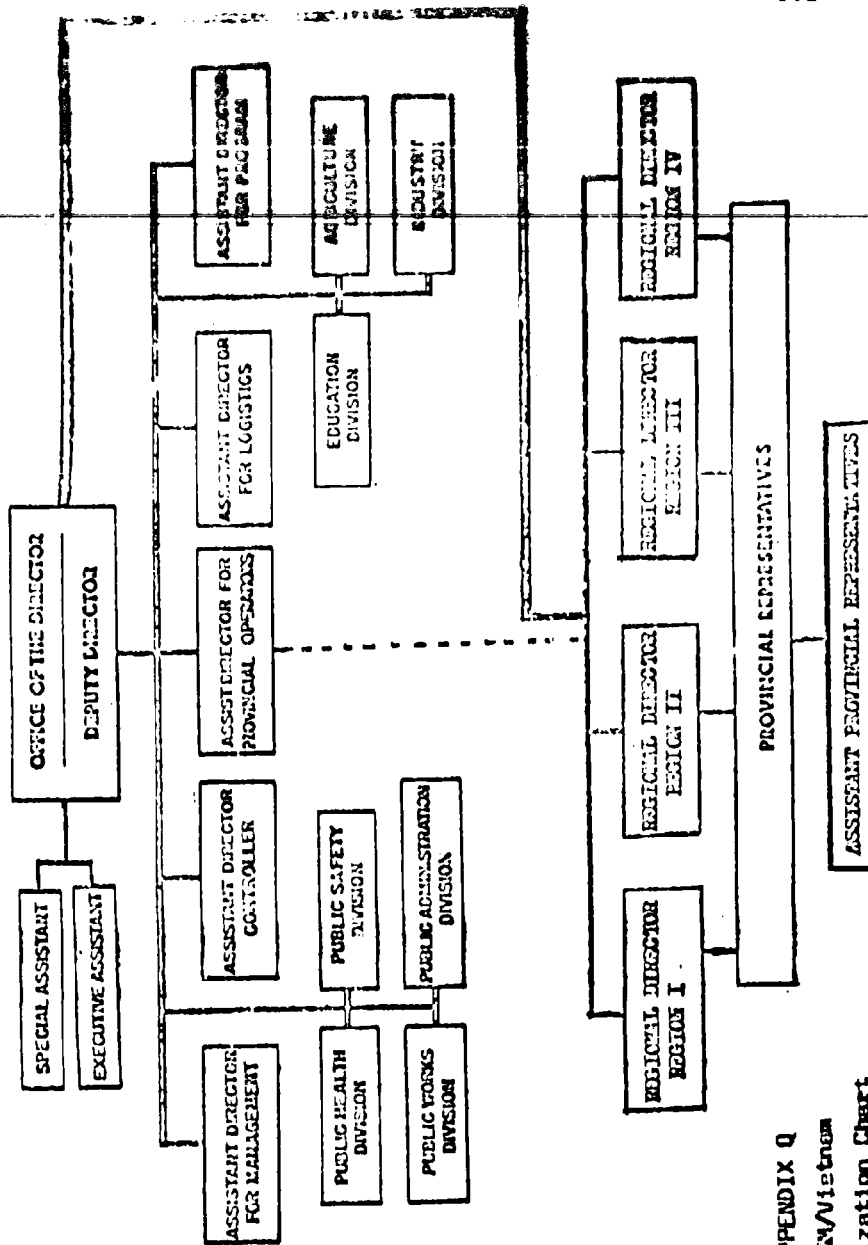 OFFICE OF THE DIRECTOR
DEPUTY DIRECTOR
SPECIAL ASSISTANT
EXECUTIVE ASSISTANT
ASSISTANT DIRECTOR
FOR MANAGEMENT
ASSISTANT DIRECTOR
CONTROLLER
ASSIST DIRECTOR FOR
PROVINCIAL OPERATIONS
ASSISTANT DIRECTOR
FOR LOGISTICS
ASSISTANT DIRECTOR
FOR PROGRAM
PUBLIC HEALTH
DIVISION
PUBLIC SAFETY
DIVISION
PUBLIC WORKS
DIVISION
PUBLIC ADMINISTRATION
DIVISION
EDUCATION
DIVISION
AGRICULTURE
DIVISION
INDUSTRY
DIVISION
REGIONAL DIRECTOR
REGION I
REGIONAL DIRECTOR
REGION II
REGIONAL DIRECTOR
REGION III
REGIONAL DIRECTOR
REGION IV
PROVINCIAL REPRESENTATIVES
ASSISTANT PROVINCIAL REPRESENTATIVES
PPENDIX Q
M/Vietnam
zation Chart